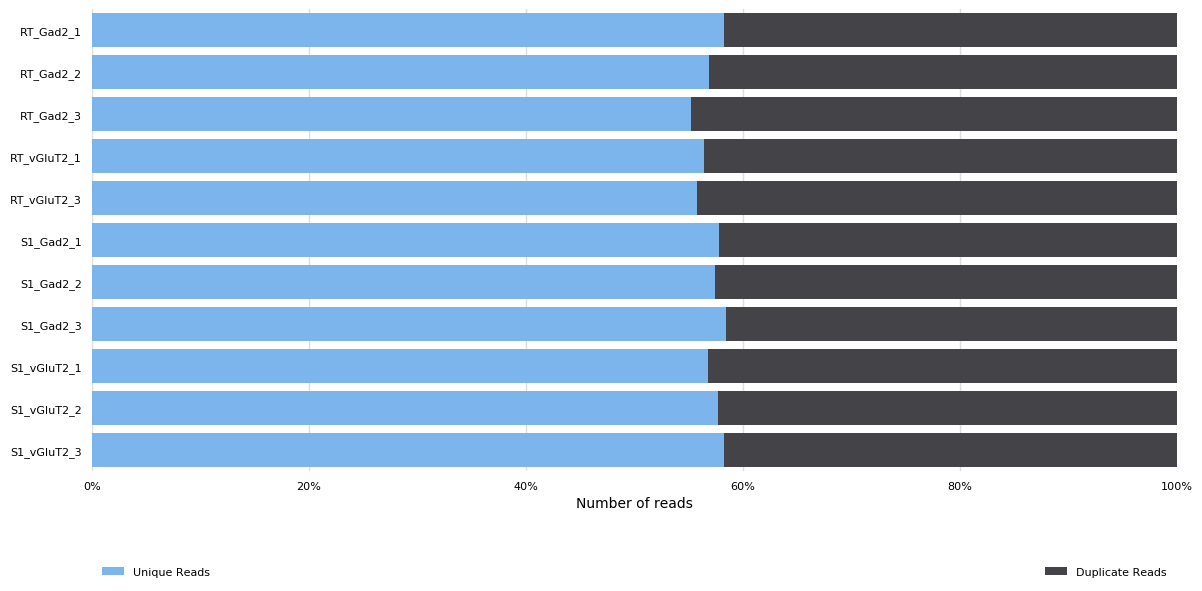 RT_Gad2_1
RT_Gad2_2
RT_Gad2_3
RT_vGluT2_1
RT_vGluT2_3
S1_Gad2_1
S1_Gad2_2
S1_Gad2_3
S1_vGluT2_1
S1_vGluT2_2
S1_vGluT2_3
0% 20% 40% 60% 80% 100%
Number of reads
Unique Reads Duplicate Reads